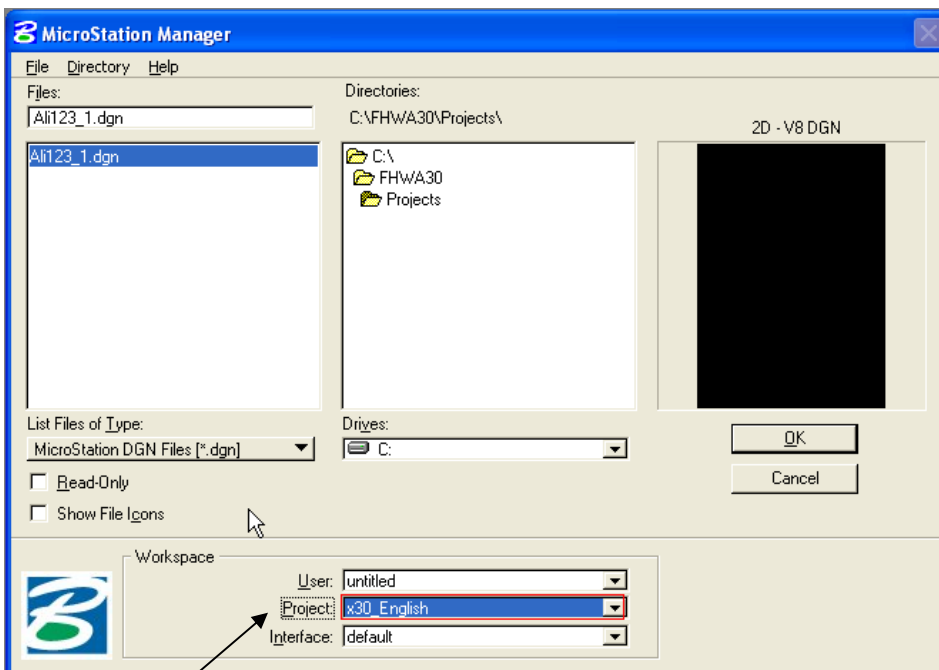 MicroStation Manager
File Directory Help
Files:
Ali123_1.dgn
Ali123_1.dgn
Directories:
C:\FHWA30\Projects\
C:\
FHWA30
Projects
2D - V8 DGN
List Files of Type:
MicroStation DGN Files [*.dgn]
Drives:
C:
Read-Only
Show File Icons
OK
Cancel
Workspace
User: untitled
Project: x30_English
Interface: default